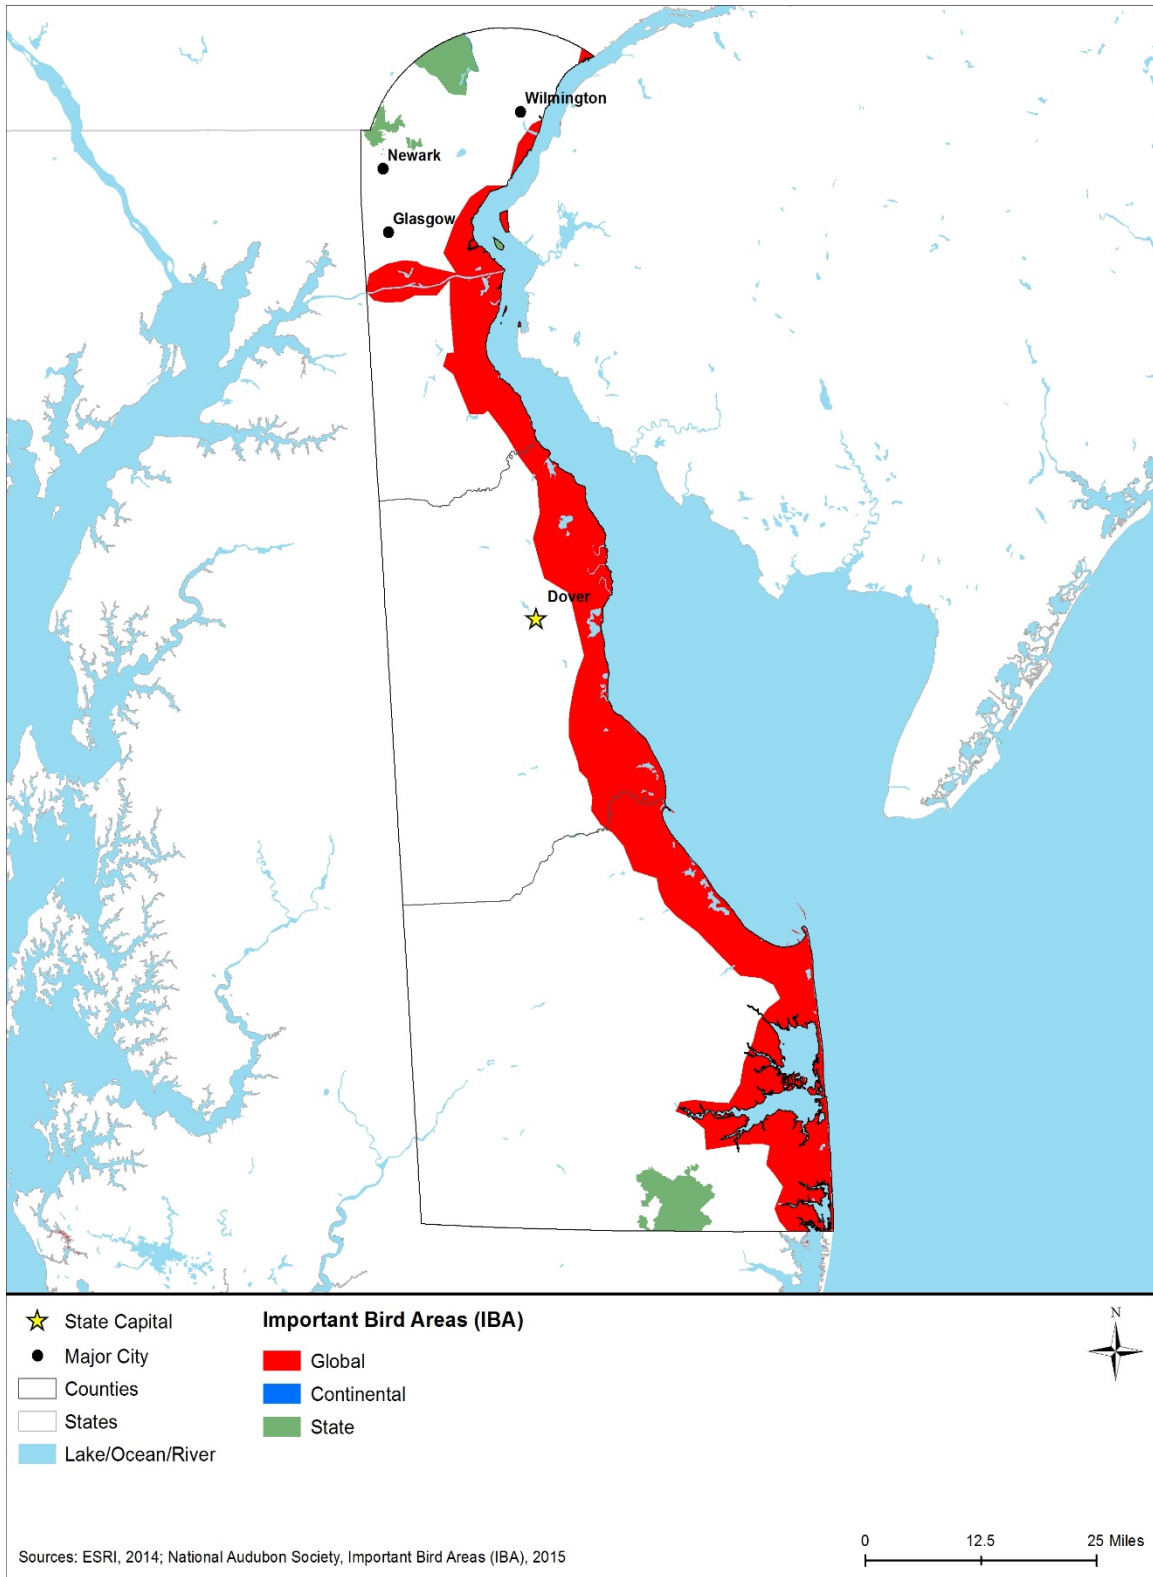 Wilmington
Newark
Glasgow
Dover
State Capital
Major City
Counties
States
Lake/Ocean/River
Important Bird Areas (IBA)
Global
Continental
State
N
0 12.5 25 Miles
Sources: ESRI, 2014; National Audubon Society, Important Bird Areas (IBA), 2015